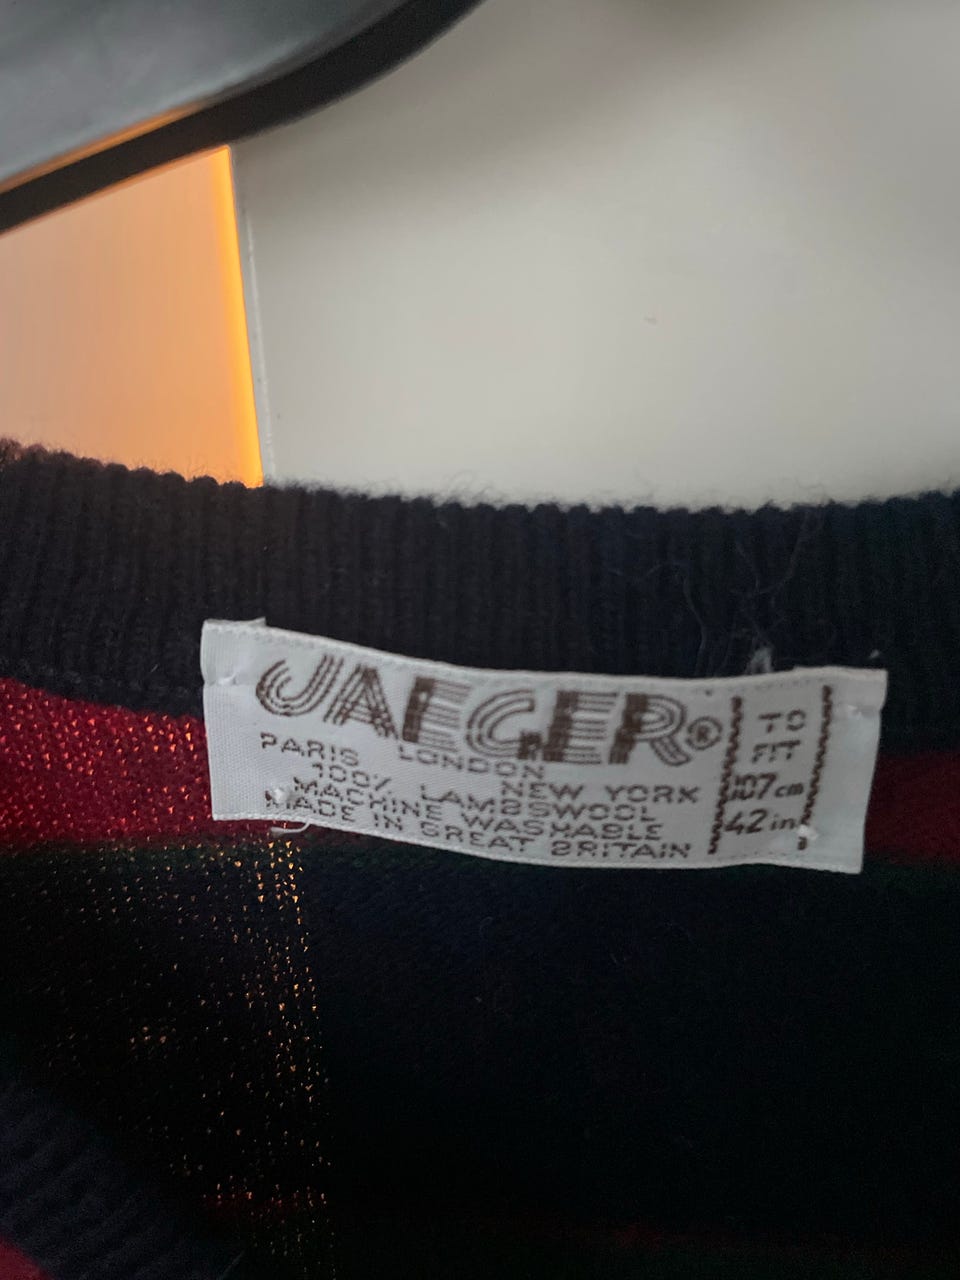 JAEGER®
PARIS LONDON NEW YORK
100% LAMBSWOOL
MACHINE WASHABLE
MADE IN GREAT BRITAIN
TO
FIT
107cm
42in